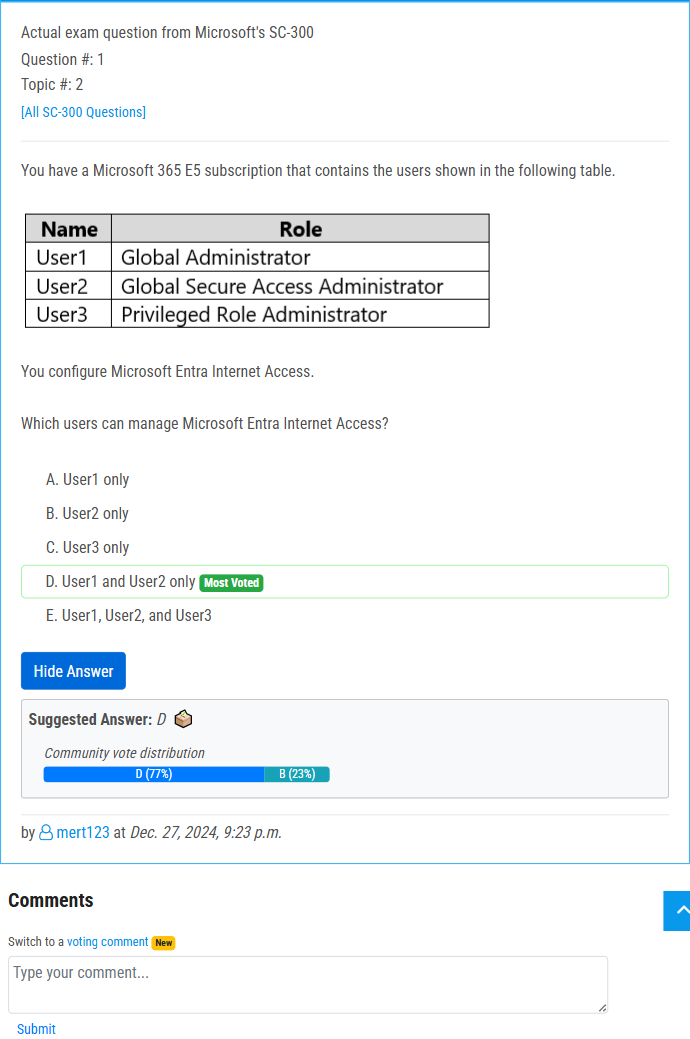 Actual exam question from Microsoft's SC-300
Question #: 1
Topic #: 2
[All SC-300 Questions]
You have a Microsoft 365 E5 subscription that contains the users shown in the following table.
Name Role
User1 Global Administrator
User2 Global Secure Access Administrator
User3 Privileged Role Administrator
You configure Microsoft Entra Internet Access.
Which users can manage Microsoft Entra Internet Access?
A. User1 only
B. User2 only
C. User3 only
D. User1 and User2 only Most Voted
E. User1, User2, and User3
Hide Answer
Suggested Answer: D
Community vote distribution
D (77%) B (23%)
by mert123 at Dec. 27, 2024, 9:23 p.m.
Comments
Switch to a voting comment New
Type your comment...
Submit